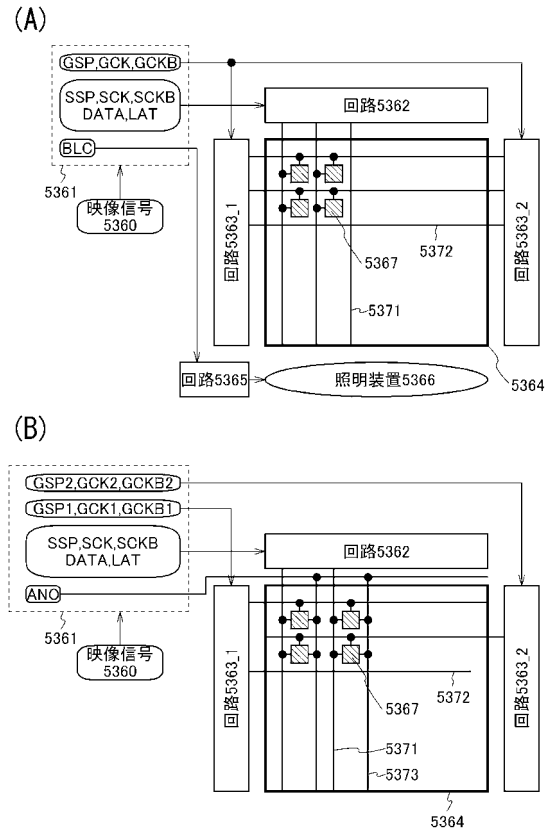 (A)
GSP,GCK,GCKB
SSP,SCK,SCKB
DATA,LAT
回路5362
BLC
5361
映像信号
5360
回路5363_1
5367
5372
5371
回路5363_2
5364
回路5365
照明装置5366
(B)
GSP2,GCK2,GCKB2
GSP1,GCK1,GCKB1
SSP,SCK,SCKB
DATA,LAT
回路5362
ANO
5361
映像信号
5360
回路5363_1
5367
5372
5371
5373
回路5363_2
5364